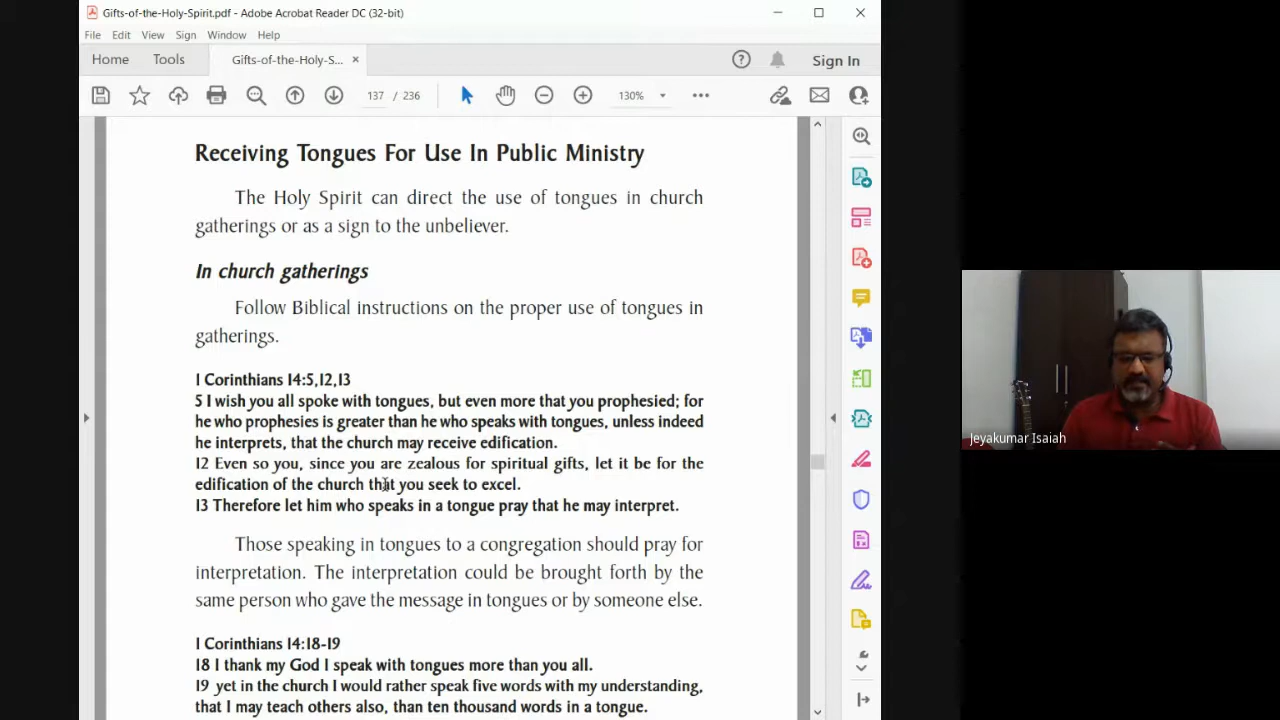 Gifts-of-the-Holy-Spirit.pdf - Adobe Acrobat Reader DC (32-bit)
File Edit View Sign Window Help
Home Tools Gifts-of-the-Holy-S... × Sign In
137 / 236 130%
Receiving Tongues For Use In Public Ministry
The Holy Spirit can direct the use of tongues in church
gatherings or as a sign to the unbeliever.
In church gatherings
Follow Biblical instructions on the proper use of tongues in
gatherings.
1 Corinthians 14:5,12,13
5 I wish you all spoke with tongues, but even more that you prophesied; for
he who prophesies is greater than he who speaks with tongues, unless indeed
he interprets, that the church may receive edification.
12 Even so you, since you are zealous for spiritual gifts, let it be for the
edification of the church that you seek to excel.
13 Therefore let him who speaks in a tongue pray that he may interpret.
Those speaking in tongues to a congregation should pray for
interpretation. The interpretation could be brought forth by the
same person who gave the message in tongues or by someone else.
1 Corinthians 14:18-19
18 I thank my God I speak with tongues more than you all.
19 yet in the church I would rather speak five words with my understanding,
that I may teach others also, than ten thousand words in a tongue.
Jeyakumar Isaiah